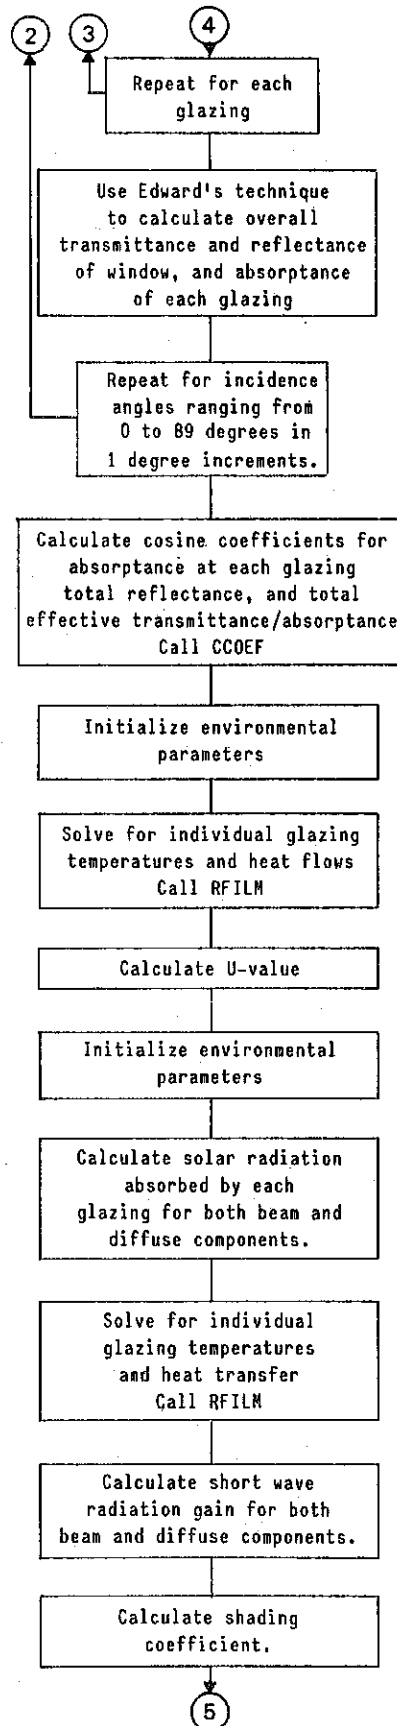 2 3 4
Repeat for each
glazing
Use Edward's technique
to calculate overall
transmittance and reflectance
of window, and absorptance
of each glazing
Repeat for incidence
angles ranging from
0 to 89 degrees in
1 degree increments.
Calculate cosine coefficients for
absorptance at each glazing
total reflectance, and total
effective transmittance/absorptance
Call CCOEF
Initialize environmental
parameters
Solve for individual glazing
temperatures and heat flows
Call RFILM
Calculate U-value
Initialize environmental
parameters
Calculate solar radiation
absorbed by each
glazing for both beam and
diffuse components.
Solve for individual
glazing temperatures
and heat transfer
Call RFILM
Calculate short wave
radiation gain for both
beam and diffuse components.
Calculate shading
coefficient.
5